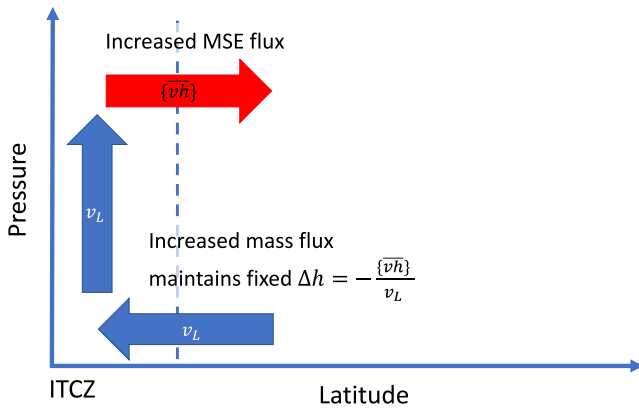 Increased MSE flux
{v̅h̅}
Pressure
v_L
Increased mass flux
maintains fixed Δh = −{v̅h̅}/v_L
v_L
ITCZ
Latitude